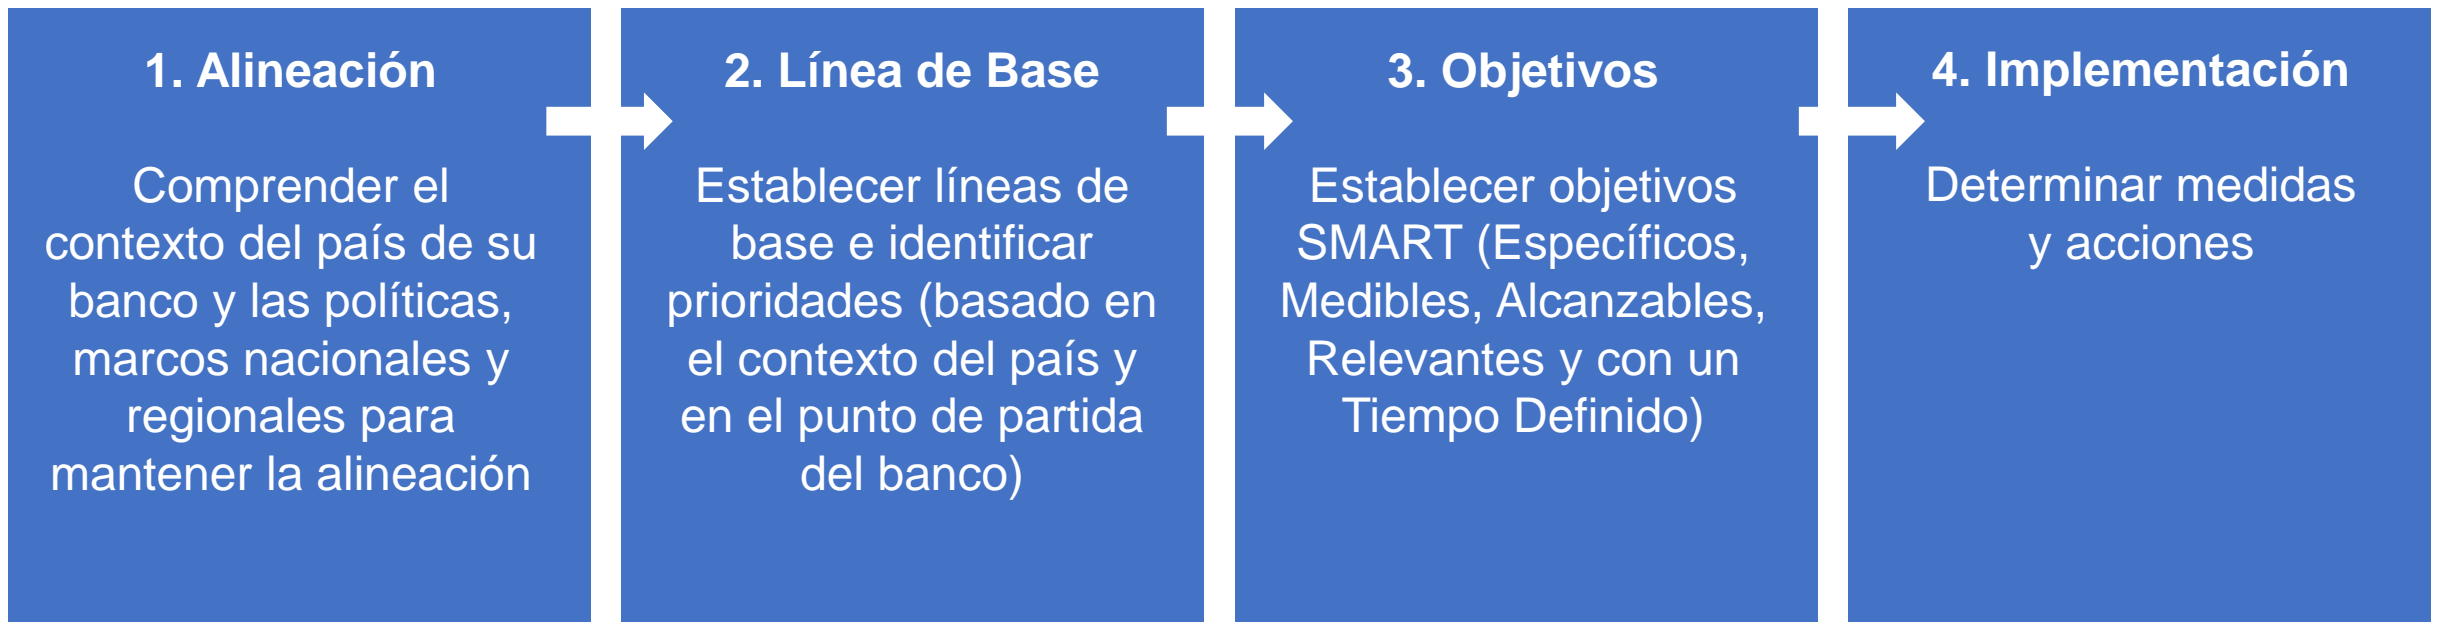 1. Alineación
Comprender el
contexto del país de su
banco y las políticas,
marcos nacionales y
regionales para
mantener la alineación
2. Línea de Base
Establecer líneas de
base e identificar
prioridades (basado en
el contexto del país y
en el punto de partida
del banco)
3. Objetivos
Establecer objetivos
SMART (Específicos,
Medibles, Alcanzables,
Relevantes y con un
Tiempo Definido)
4. Implementación
Determinar medidas
y acciones